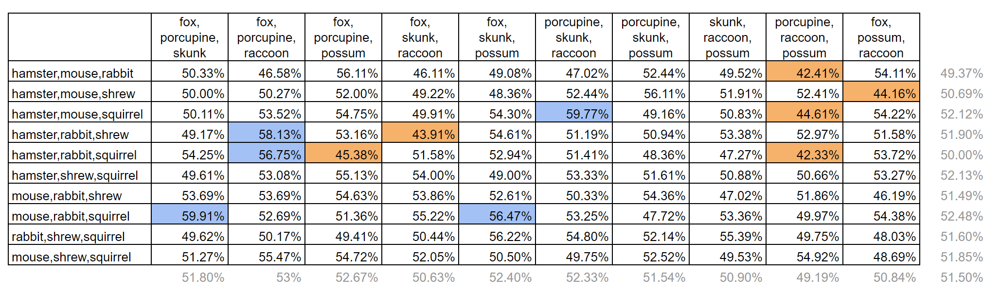 fox, fox, fox, fox, fox, porcupine, porcupine, skunk, porcupine, fox,
porcupine, porcupine, porcupine, skunk, skunk, skunk, skunk, raccoon, raccoon, possum,
skunk raccoon possum raccoon possum raccoon possum possum possum raccoon
hamster,mouse,rabbit 50.33% 46.58% 56.11% 46.11% 49.08% 47.02% 52.44% 49.52% 42.41% 54.11% 49.37%
hamster,mouse,shrew 50.00% 50.27% 52.00% 49.22% 48.36% 52.44% 56.11% 51.91% 52.41% 44.16% 50.69%
hamster,mouse,squirrel 50.11% 53.52% 54.75% 49.91% 54.30% 59.77% 49.16% 50.83% 44.61% 54.22% 52.12%
hamster,rabbit,shrew 49.17% 58.13% 53.16% 43.91% 54.61% 51.19% 50.94% 53.38% 52.97% 51.58% 51.90%
hamster,rabbit,squirrel 54.25% 56.75% 45.38% 51.58% 52.94% 51.41% 48.36% 47.27% 42.33% 53.72% 50.00%
hamster,shrew,squirrel 49.61% 53.08% 55.13% 54.00% 49.00% 53.33% 51.61% 50.88% 50.66% 53.27% 52.13%
mouse,rabbit,shrew 53.69% 53.69% 54.63% 53.86% 52.61% 50.33% 54.36% 47.02% 51.86% 46.19% 51.49%
mouse,rabbit,squirrel 59.91% 52.69% 51.36% 55.22% 56.47% 53.25% 47.72% 53.36% 49.97% 54.38% 52.48%
rabbit,shrew,squirrel 49.62% 50.17% 49.41% 50.44% 56.22% 54.80% 52.14% 55.39% 49.75% 48.03% 51.60%
mouse,shrew,squirrel 51.27% 55.47% 54.72% 52.05% 50.50% 49.75% 52.52% 49.53% 54.92% 48.69% 51.85%
51.80% 53% 52.67% 50.63% 52.40% 52.33% 51.54% 50.90% 49.19% 50.84% 51.50%